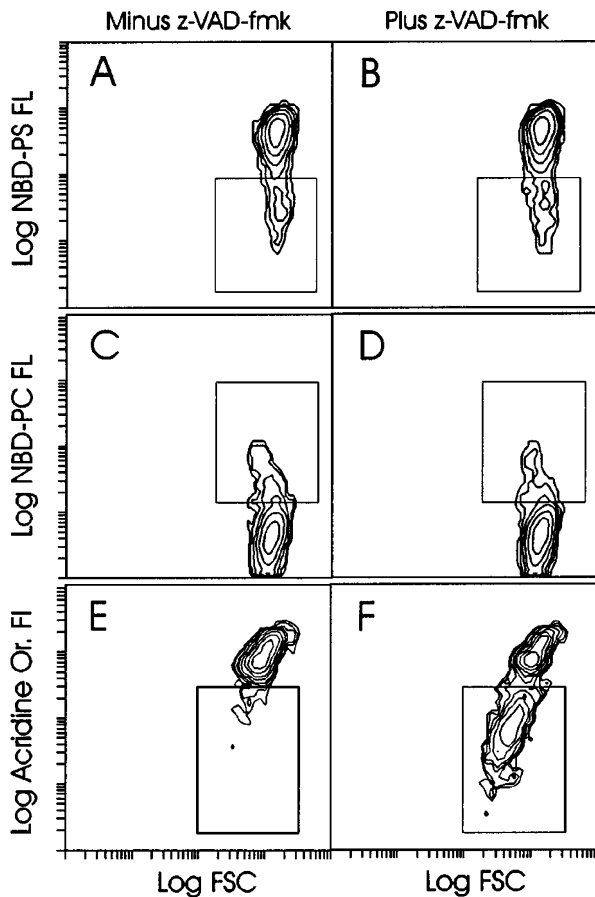 Minus z-VAD-fmk
Plus z-VAD-fmk
A
B
Log NBD-PS FL
C
D
Log NBD-PC FL
E
F
Log Acridine Or. Fl
Log FSC
Log FSC